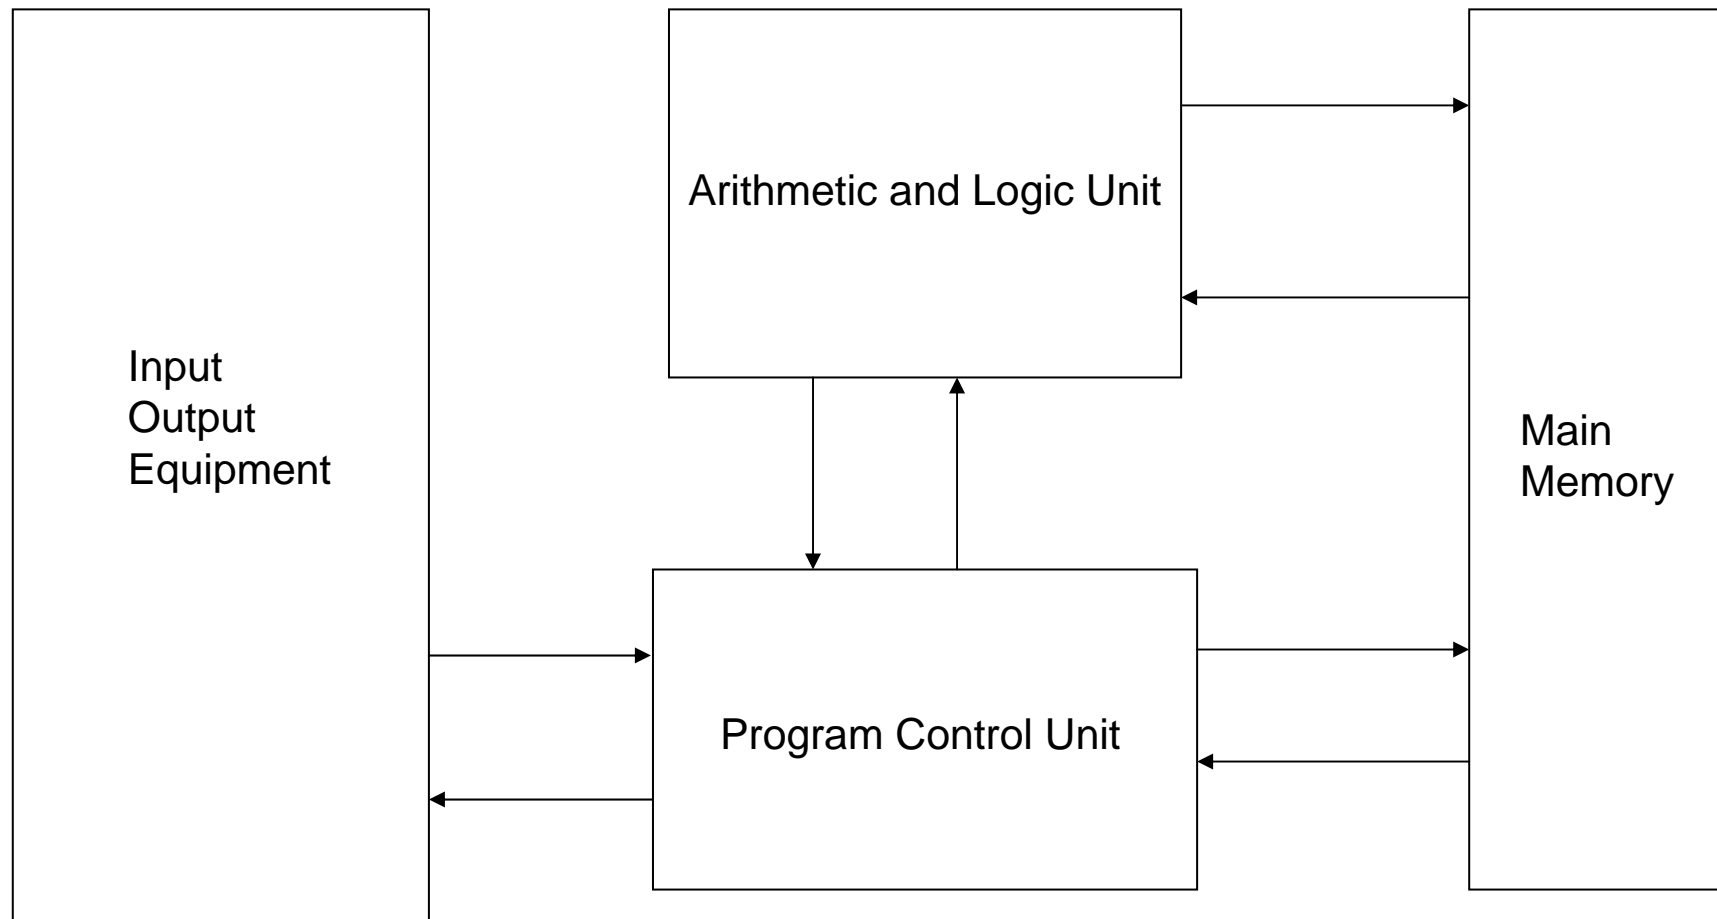 Input
Output
Equipment
Arithmetic and Logic Unit
Program Control Unit
Main
Memory